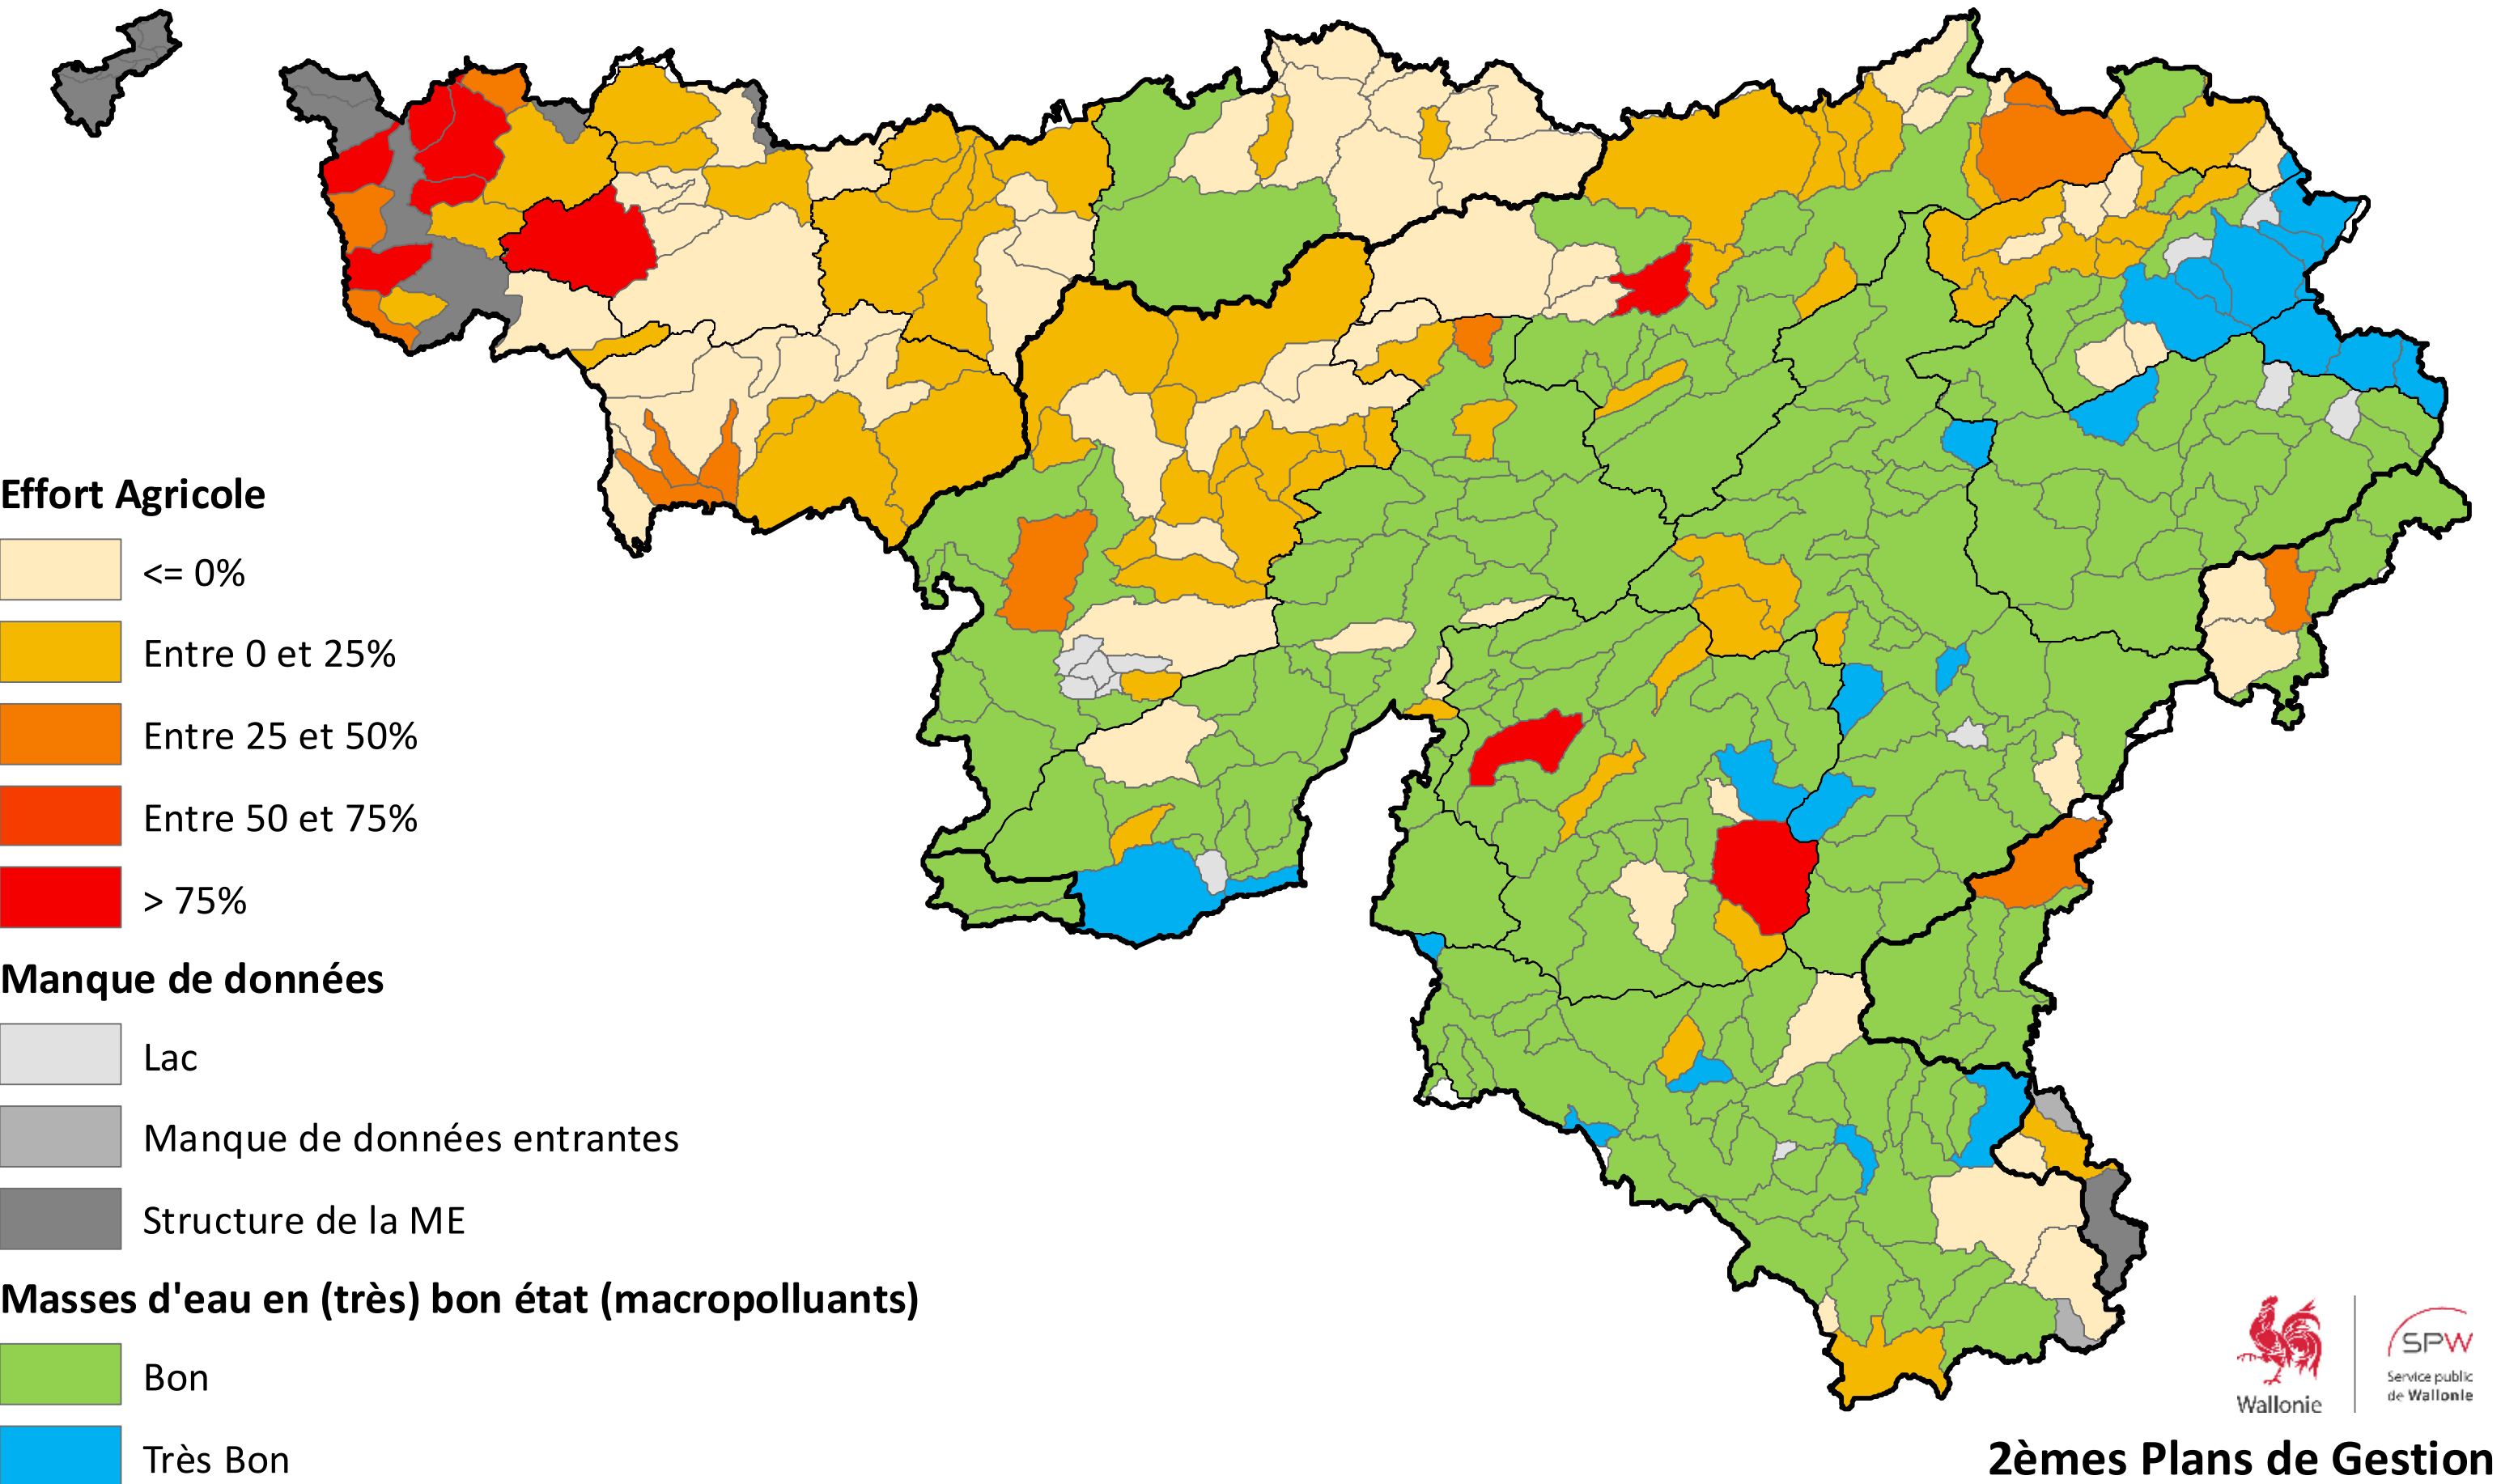 Effort Agricole
<= 0%
Entre 0 et 25%
Entre 25 et 50%
Entre 50 et 75%
> 75%
Manque de données
Lac
Manque de données entrantes
Structure de la ME
Masses d'eau en (très) bon état (macropolluants)
Bon
Très Bon
Wallonie
SPW
Service public
de Wallonie
2èmes Plans de Gestion